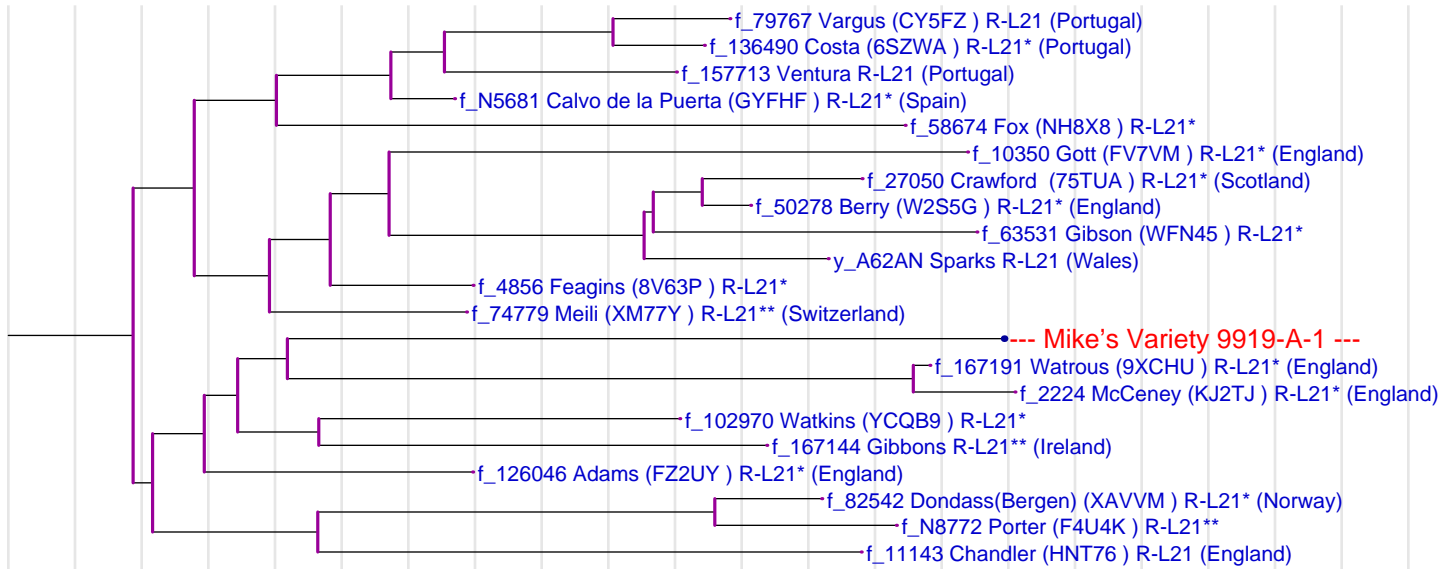 f_79767 Vargus (CY5FZ ) R-L21 (Portugal)
f_136490 Costa (6SZWA ) R-L21* (Portugal)
f_157713 Ventura R-L21 (Portugal)
f_N5681 Calvo de la Puerta (GYFHF ) R-L21* (Spain)
f_58674 Fox (NH8X8 ) R-L21*
f_10350 Gott (FV7VM ) R-L21* (England)
f_27050 Crawford  (75TUA ) R-L21* (Scotland)
f_50278 Berry (W2S5G ) R-L21* (England)
f_63531 Gibson (WFN45 ) R-L21*
y_A62AN Sparks R-L21 (Wales)
f_4856 Feagins (8V63P ) R-L21*
f_74779 Meili (XM77Y ) R-L21** (Switzerland)
--- Mike's Variety 9919-A-1 ---
f_167191 Watrous (9XCHU ) R-L21* (England)
f_2224 McCeney (KJ2TJ ) R-L21* (England)
f_102970 Watkins (YCQB9 ) R-L21*
f_167144 Gibbons R-L21** (Ireland)
f_126046 Adams (FZ2UY ) R-L21* (England)
f_82542 Dondass(Bergen) (XAVVM ) R-L21* (Norway)
f_N8772 Porter (F4U4K ) R-L21**
f_11143 Chandler (HNT76 ) R-L21 (England)